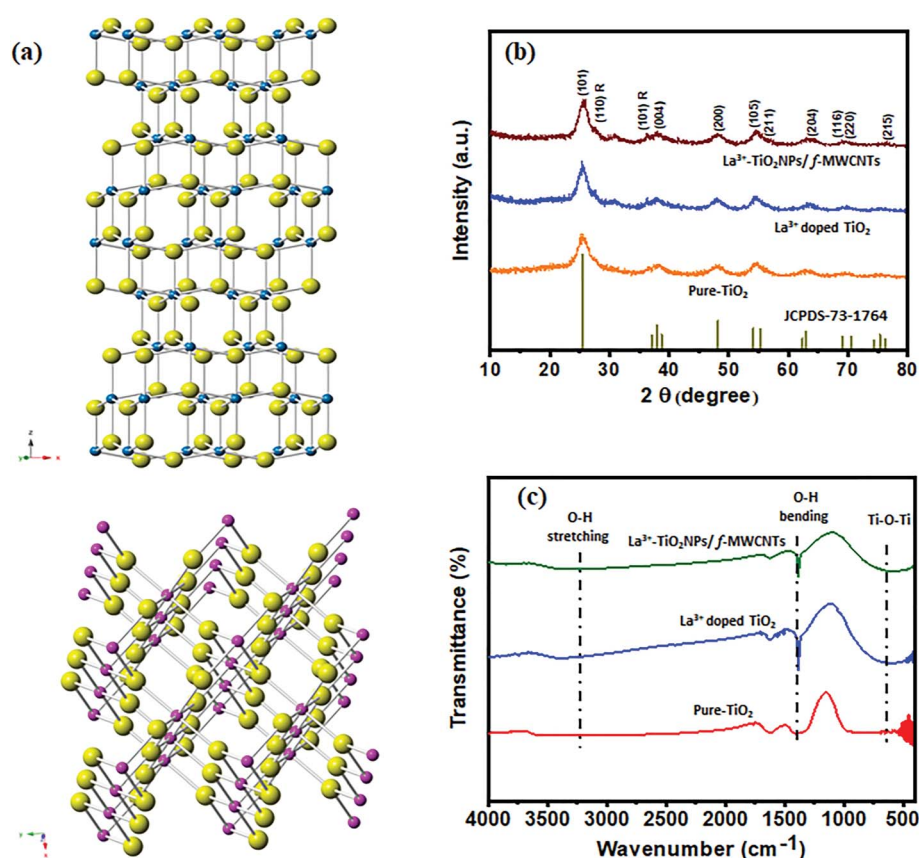 (a)
z
y
x
y
z
x
(b)
Intensity (a.u.)
(101)
(110) R
(101) R
(004)
(200)
(105)
(211)
(204)
(116)
(220)
(215)
La³⁺-TiO₂NPs/ƒ-MWCNTs
La³⁺ doped TiO₂
Pure-TiO₂
JCPDS-73-1764
10 20 30 40 50 60 70 80
2 θ (degree)
(c)
Transmittance (%)
O-H
stretching
O-H
bending
Ti-O-Ti
La³⁺-TiO₂NPs/ƒ-MWCNTs
La³⁺ doped TiO₂
Pure-TiO₂
4000 3500 3000 2500 2000 1500 1000 500
Wavenumber (cm⁻¹)